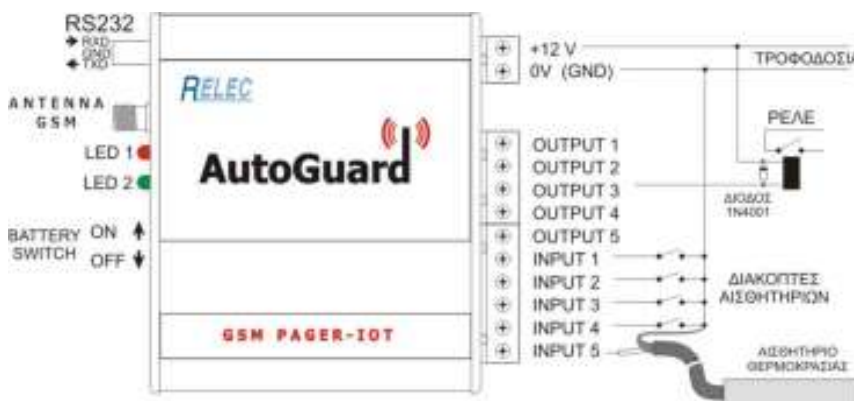 RS232
RXD
GND
TXD
ANTENNA
GSM
LED 1
LED 2
BATTERY
SWITCH
ON
OFF
RELEC
AutoGuard
GSM PAGER-IOT
+12 V
0V (GND)
OUTPUT 1
OUTPUT 2
OUTPUT 3
OUTPUT 4
OUTPUT 5
INPUT 1
INPUT 2
INPUT 3
INPUT 4
INPUT 5
ΤΡΟΦΟΔΟΣΙΑ
ΡΕΛΕ
ΔΙΟΔΟΣ
1N4001
ΔΙΑΚΟΠΤΕΣ
ΑΙΣΘΗΤΗΡΙΩΝ
ΑΙΣΘΗΤΗΡΙΟ
ΘΕΡΜΟΚΡΑΣΙΑΣ